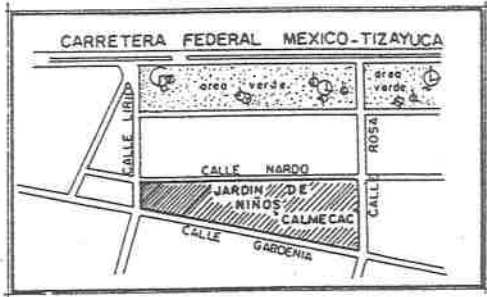 CARRETERA FEDERAL MEXICO-TIZAYUCA
area verde
area verde
CALLE LIRIO
CALLE ROSA
CALLE NARDO
JARDIN DE
NIÑOS
CALMECAC
CALLE GARDENIA